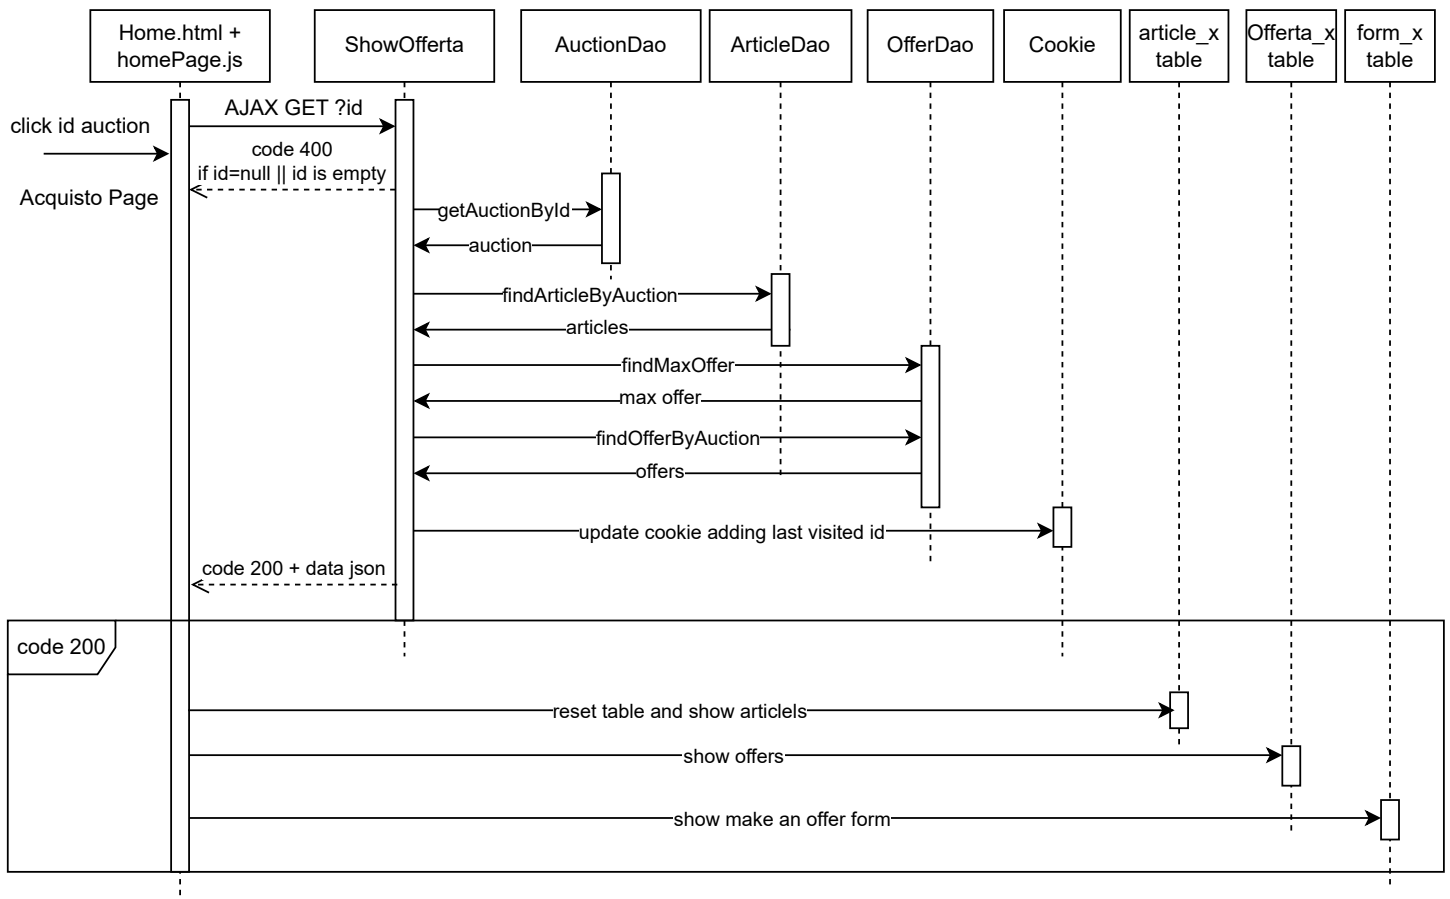 Home.html +
homePage.js
ShowOfferta
AuctionDao
ArticleDao
OfferDao
Cookie
article_x
table
Offerta_x
table
form_x
table
click id auction
AJAX GET ?id
code 400
if id=null || id is empty
Acquisto Page
getAuctionById
auction
findArticleByAuction
articles
findMaxOffer
max offer
findOfferByAuction
offers
update cookie adding last visited id
code 200 + data json
code 200
reset table and show articlels
show offers
show make an offer form